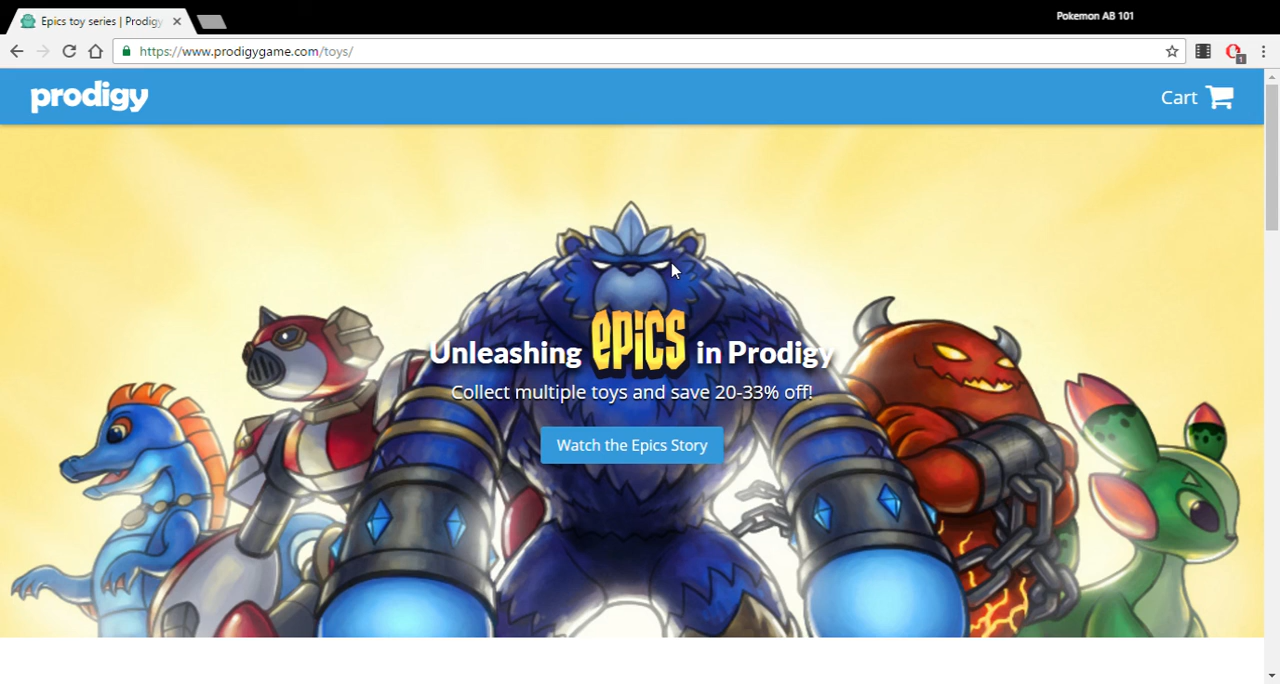 Epics toy series | Prodigy
Pokemon AB 101
https://www.prodigygame.com/toys/
1
prodigy
Cart
Unleashing EPICS in Prodigy
Collect multiple toys and save 20-33% off!
Watch the Epics Story